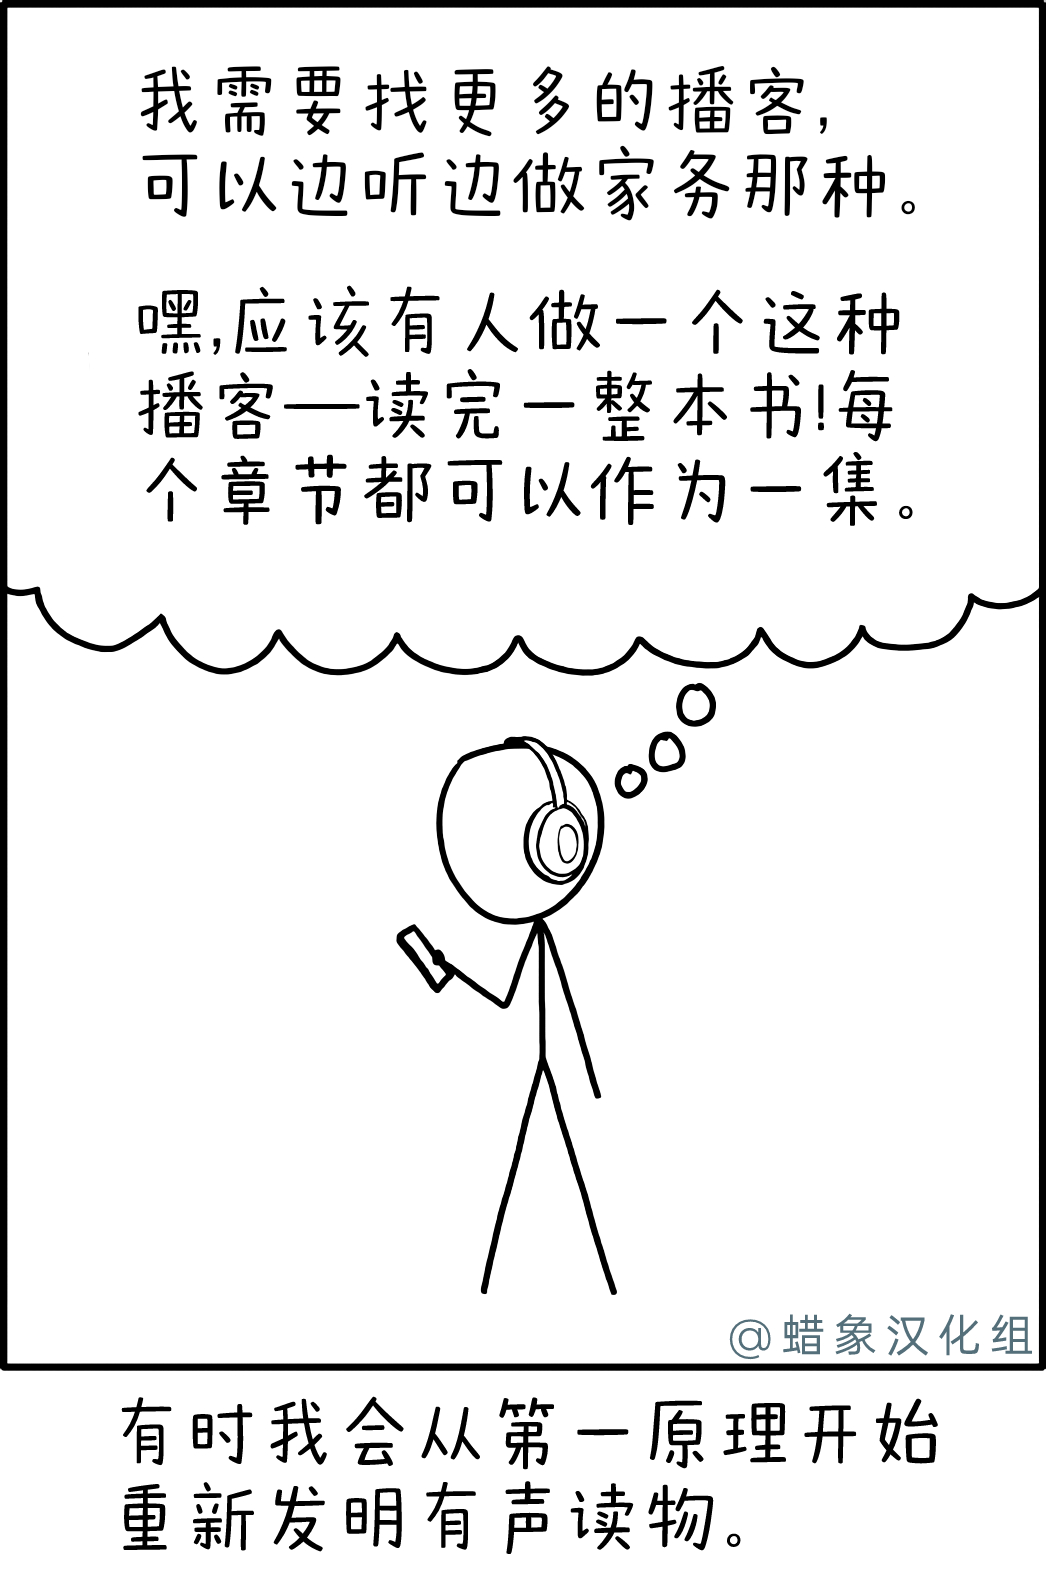 我需要找更多的播客,
可以边听边做家务那种。
嘿,应该有人做一个这种
播客——读完一整本书!每
个章节都可以作为一集。
@蜡象汉化组
有时我会从第一原理开始
重新发明有声读物。